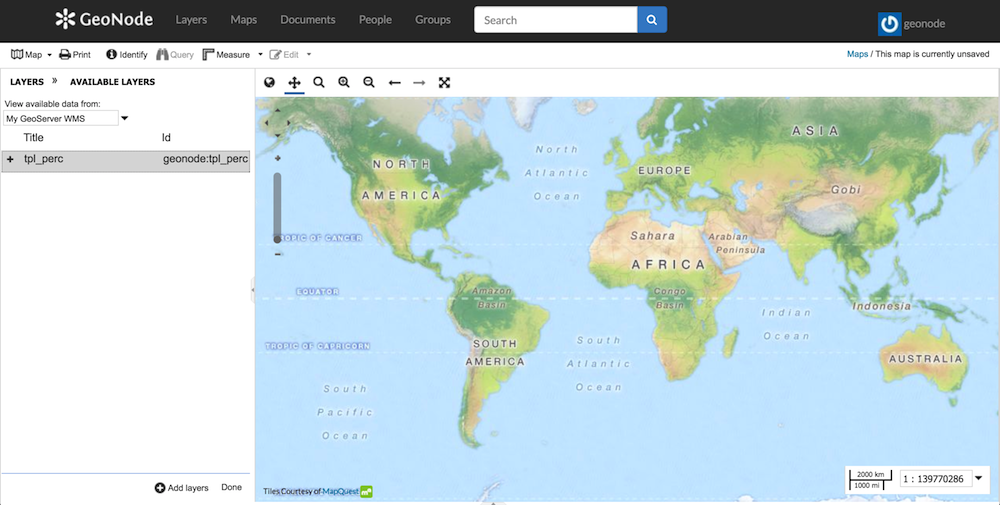 GeoNode Layers Maps Documents People Groups Search geonode
Map Print Identify Query Measure Edit Maps / This map is currently unsaved
LAYERS » AVAILABLE LAYERS
View available data from:
My GeoServer WMS
Title Id
+ tpl_perc geonode:tpl_perc
ASIA
North
Atlantic
Ocean
NORTH
AMERICA
EUROPE
Gobi
Sahara
Arabian
Peninsula
TROPIC OF CANCER
AFRICA
EQUATOR
Amazon
Basin
Congo
Basin
Indian
Ocean
Indonesia
TROPIC OF CAPRICORN
SOUTH
AMERICA
South
Atlantic
Ocean
AUSTRALIA
South
Pacific
Ocean
2000 km
1000 mi
1 : 139770286
Tiles Courtesy of MapQuest
Add layers Done